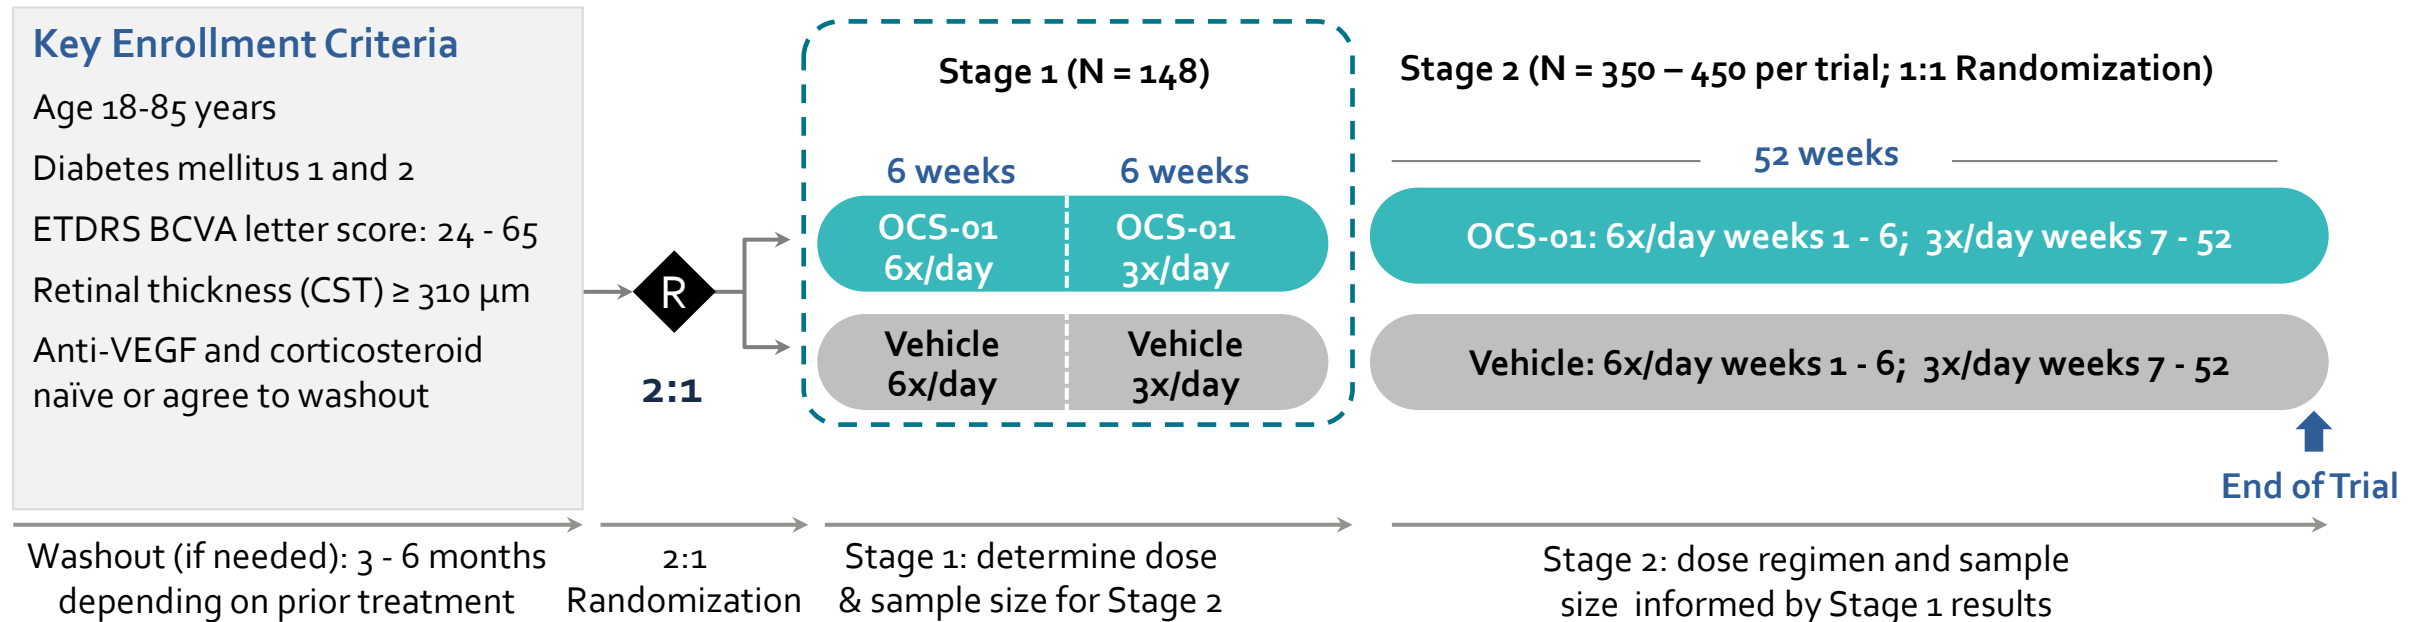 Key Enrollment Criteria
Age 18-85 years
Diabetes mellitus 1 and 2
ETDRS BCVA letter score: 24 - 65
Retinal thickness (CST) ≥ 310 µm
Anti-VEGF and corticosteroid
naïve or agree to washout
R
2:1
Stage 1 (N = 148)
6 weeks
6 weeks
OCS-01
6x/day
OCS-01
3x/day
Vehicle
6x/day
Vehicle
3x/day
Stage 2 (N = 350 – 450 per trial; 1:1 Randomization)
52 weeks
OCS-01: 6x/day weeks 1 - 6; 3x/day weeks 7 - 52
Vehicle: 6x/day weeks 1 - 6; 3x/day weeks 7 - 52
End of Trial
Washout (if needed): 3 - 6 months
depending on prior treatment
2:1
Randomization
Stage 1: determine dose
& sample size for Stage 2
Stage 2: dose regimen and sample
size informed by Stage 1 results